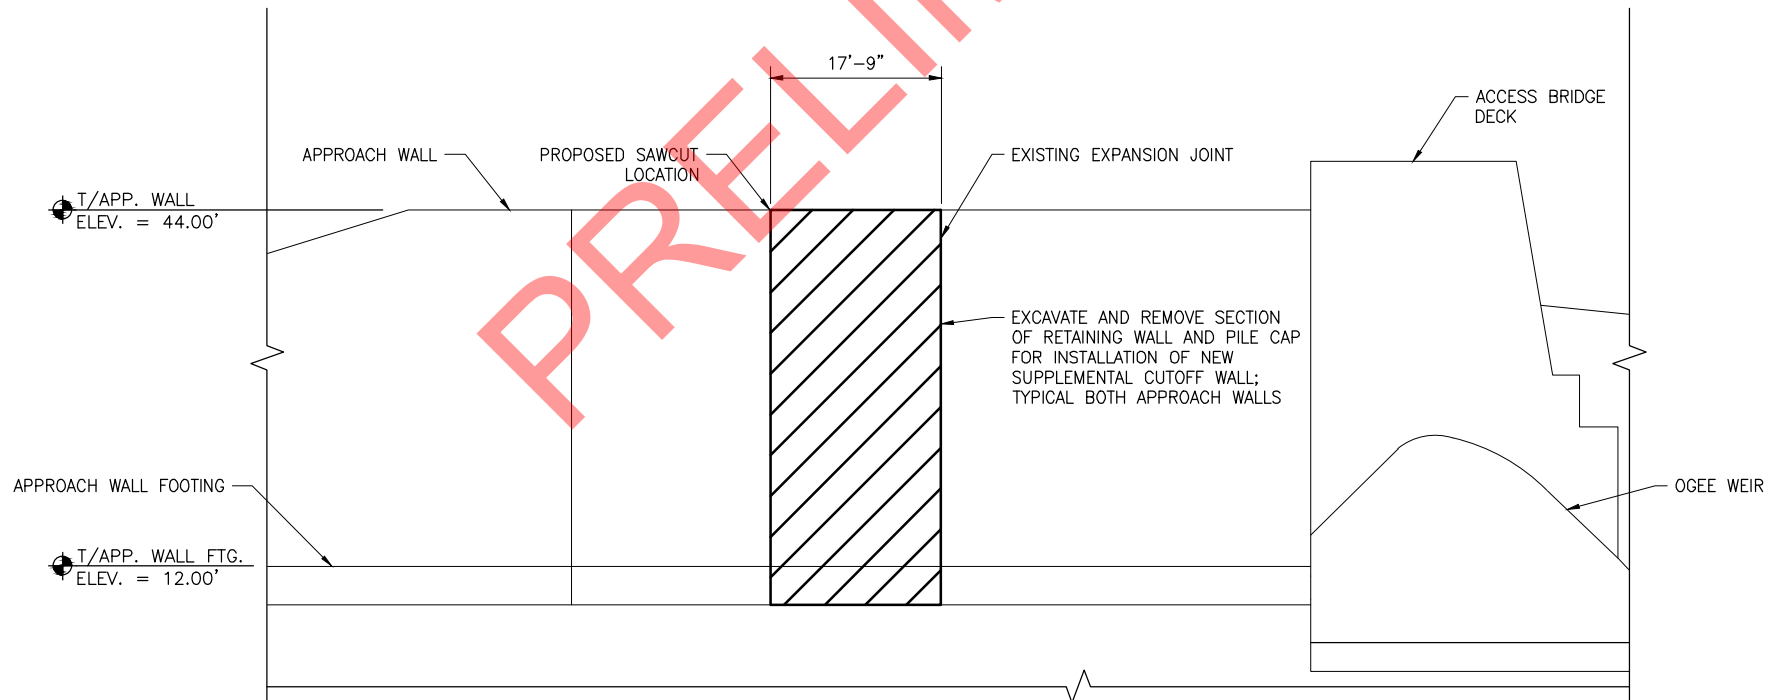 PRELIM
17'-9"
ACCESS BRIDGE
DECK
APPROACH WALL
PROPOSED SAWCUT
LOCATION
EXISTING EXPANSION JOINT
T/APP. WALL
ELEV. = 44.00'
EXCAVATE AND REMOVE SECTION
OF RETAINING WALL AND PILE CAP
FOR INSTALLATION OF NEW
SUPPLEMENTAL CUTOFF WALL;
TYPICAL BOTH APPROACH WALLS
APPROACH WALL FOOTING
OGEE WEIR
T/APP. WALL FTG.
ELEV. = 12.00'